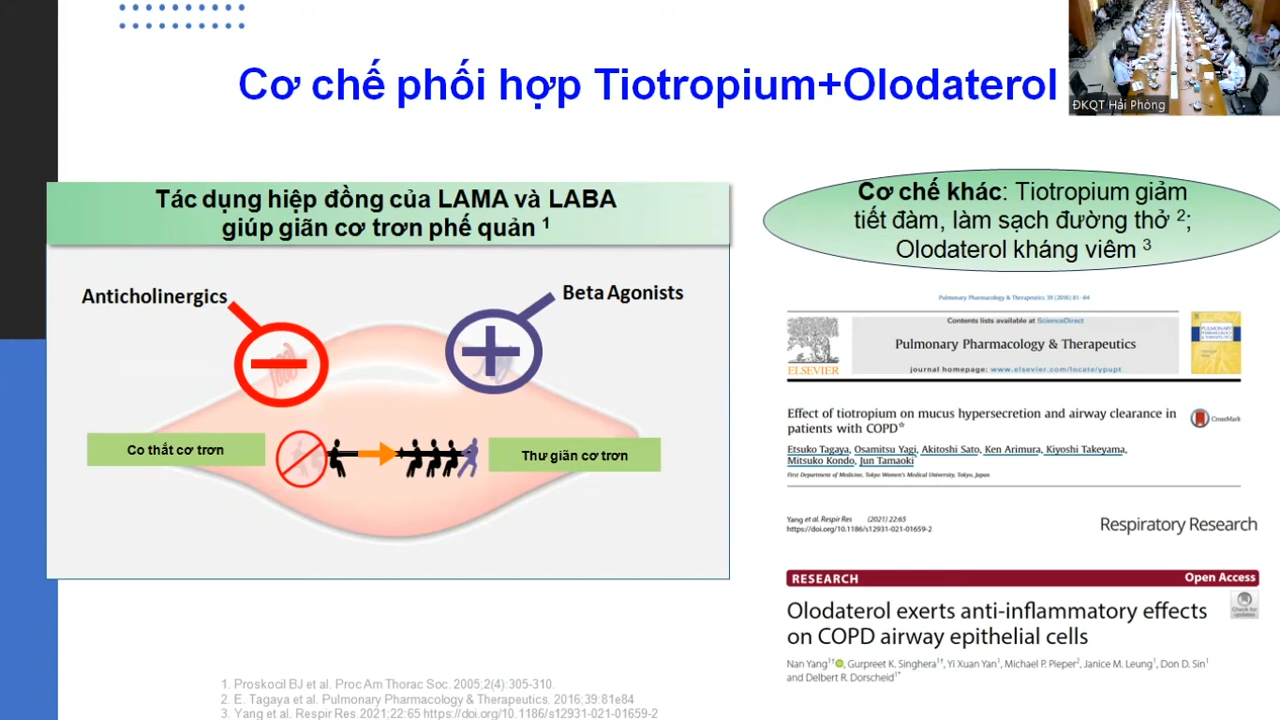 Cơ chế phối hợp Tiotropium+Olodaterol
ĐKQT Hải Phòng
Tác dụng hiệp đồng của LAMA và LABA
giúp giãn cơ trơn phế quản 1
Anticholinergics
Beta Agonists
Co thắt cơ trơn
Thư giãn cơ trơn
Cơ chế khác: Tiotropium giảm
tiết đàm, làm sạch đường thở 2;
Olodaterol kháng viêm 3
Pulmonary Pharmacology & Therapeutics 39 (2016) 81–84
Contents lists available at ScienceDirect
Pulmonary Pharmacology & Therapeutics
journal homepage: www.elsevier.com/locate/ypupt
ELSEVIER
Effect of tiotropium on mucus hypersecretion and airway clearance in
patients with COPD☆
CrossMark
Etsuko Tagaya, Osamitsu Yagi, Akitoshi Sato, Ken Arimura, Kiyoshi Takeyama,
Mitsuko Kondo, Jun Tamaoki
First Department of Medicine, Tokyo Women's Medical University, Tokyo, Japan
Yang et al. Respir Res (2021) 22:65
https://doi.org/10.1186/s12931-021-01659-2
Respiratory Research
RESEARCH
Open Access
Olodaterol exerts anti-inflammatory effects
on COPD airway epithelial cells
Check for
updates
Nan Yang1†, Gurpreet K. Singhera1†, Yi Xuan Yan1, Michael P. Pieper2, Janice M. Leung1, Don D. Sin1
and Delbert R. Dorscheid1*
1. Proskocil BJ et al. Proc Am Thorac Soc. 2005;2(4):305-310.
2. E. Tagaya et al. Pulmonary Pharmacology & Therapeutics. 2016;39:81e84
3. Yang et al. Respir Res.2021;22:65 https://doi.org/10.1186/s12931-021-01659-2